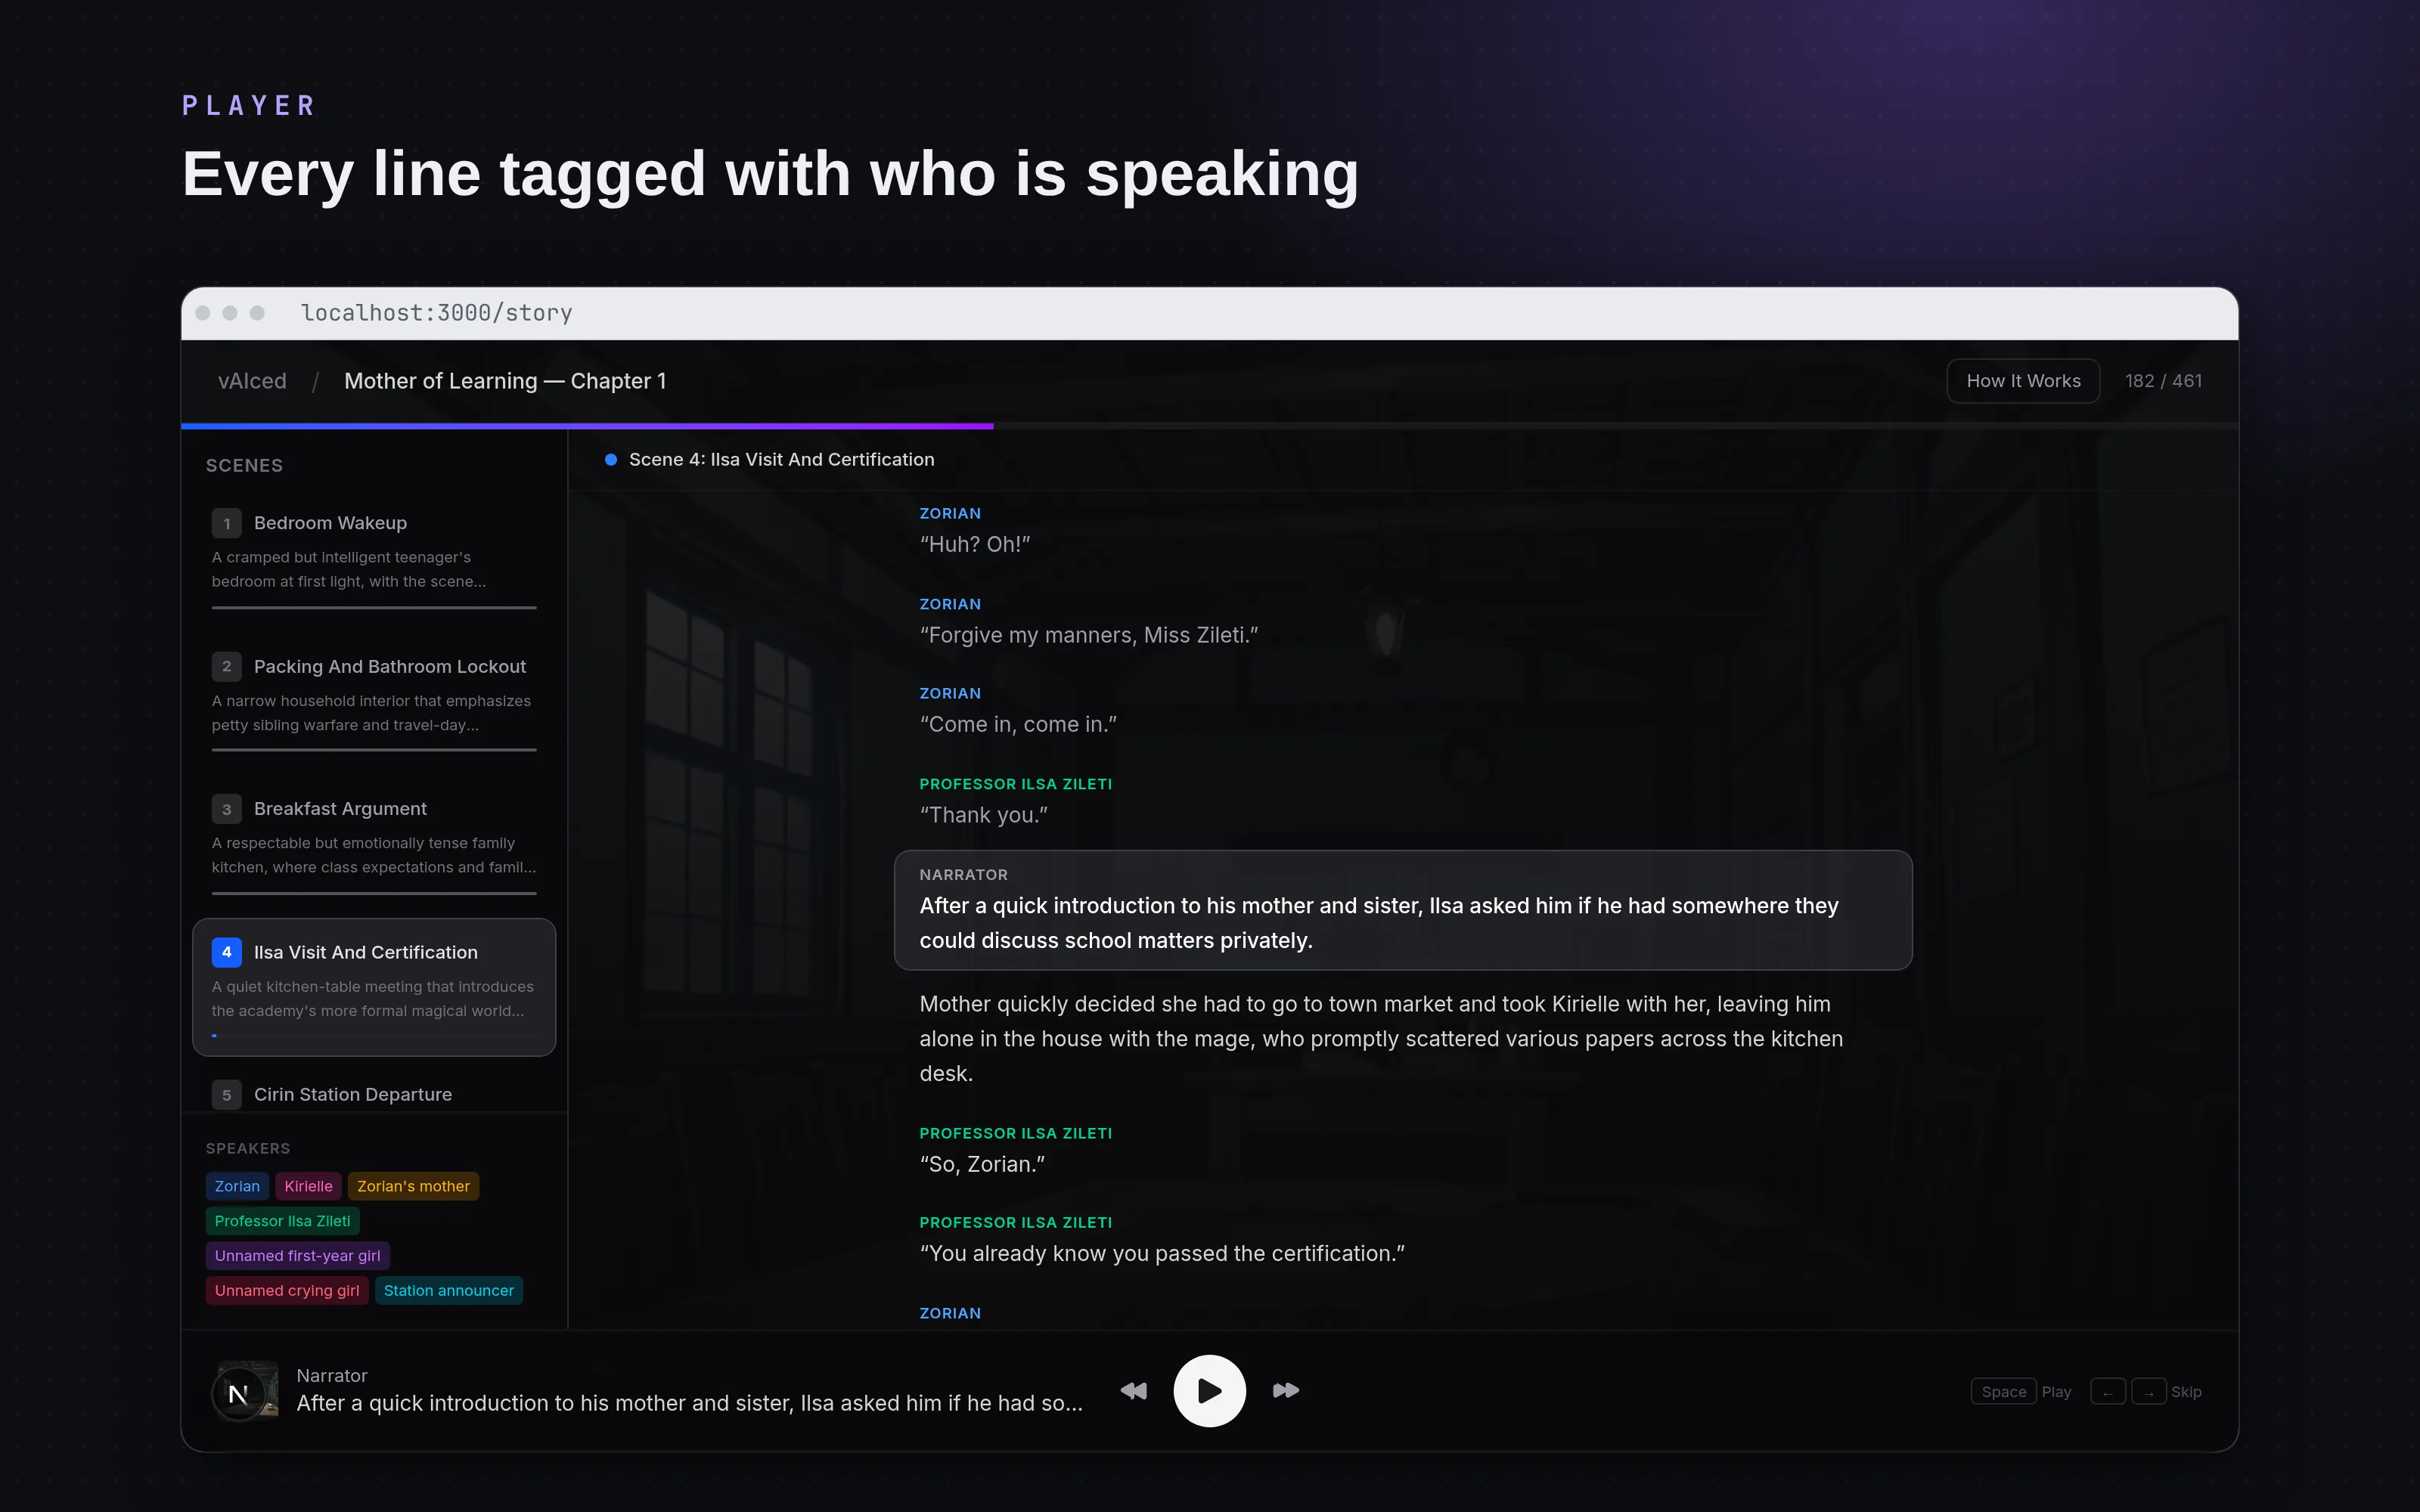 PLAYER
Every line tagged with who is speaking
localhost:3000/story
vAIced / Mother of Learning — Chapter 1
How It Works
182 / 461
SCENES
1 Bedroom Wakeup
A cramped but intelligent teenager's
bedroom at first light, with the scene...
2 Packing And Bathroom Lockout
A narrow household interior that emphasizes
petty sibling warfare and travel-day...
3 Breakfast Argument
A respectable but emotionally tense family
kitchen, where class expectations and famil...
4 Ilsa Visit And Certification
A quiet kitchen-table meeting that introduces
the academy's more formal magical world...
5 Cirin Station Departure
SPEAKERS
Zorian Kirielle Zorian's mother
Professor Ilsa Zileti
Unnamed first-year girl
Unnamed crying girl Station announcer
Scene 4: Ilsa Visit And Certification
ZORIAN
“Huh? Oh!”
ZORIAN
“Forgive my manners, Miss Zileti.”
ZORIAN
“Come in, come in.”
PROFESSOR ILSA ZILETI
“Thank you.”
NARRATOR
After a quick introduction to his mother and sister, Ilsa asked him if he had somewhere they
could discuss school matters privately.
Mother quickly decided she had to go to town market and took Kirielle with her, leaving him
alone in the house with the mage, who promptly scattered various papers across the kitchen
desk.
PROFESSOR ILSA ZILETI
“So, Zorian.”
PROFESSOR ILSA ZILETI
“You already know you passed the certification.”
ZORIAN
N
Narrator
After a quick introduction to his mother and sister, Ilsa asked him if he had so...
Space Play ← → Skip